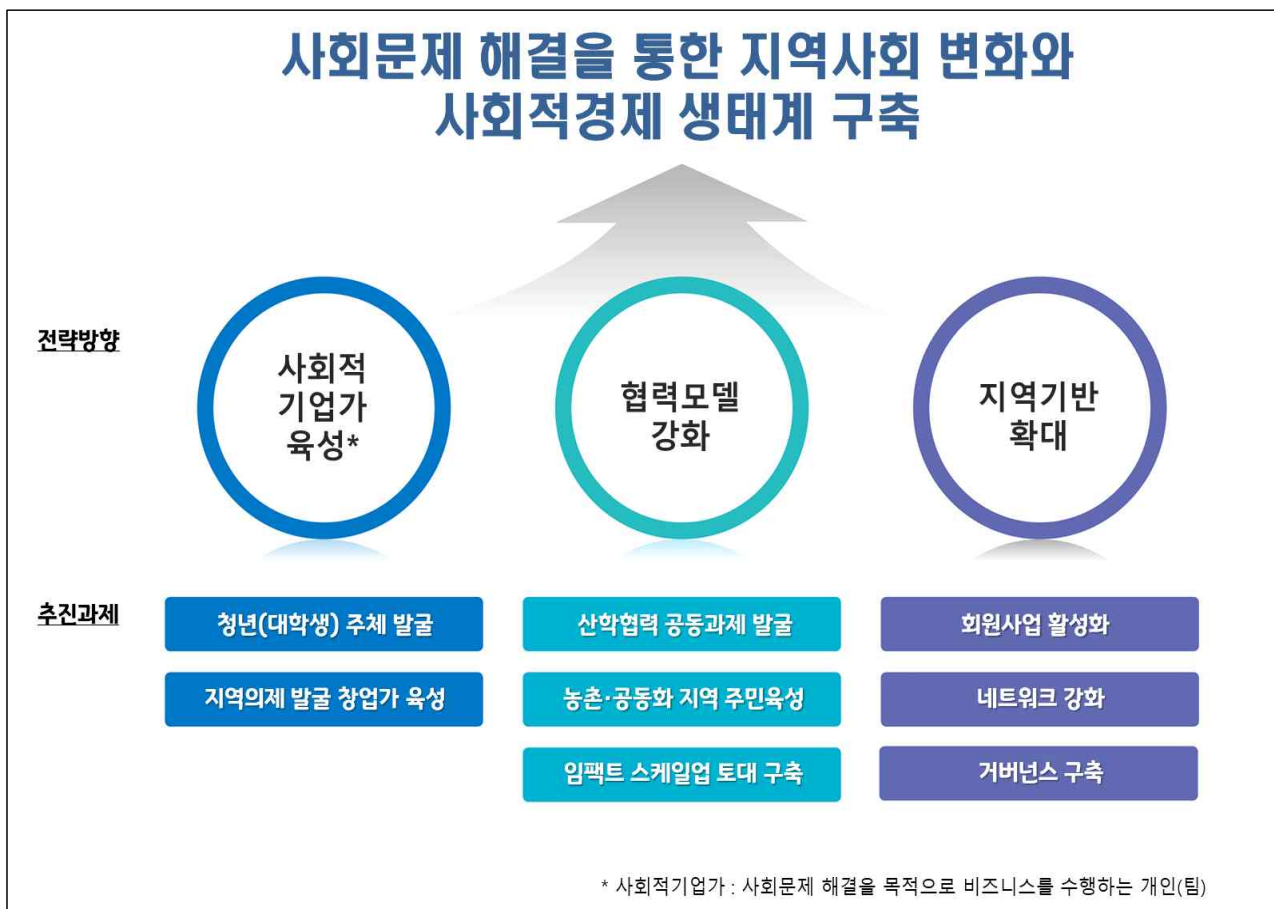 사회문제 해결을 통한 지역사회 변화와
사회적경제 생태계 구축
전략방향
사회적
기업가
육성*
협력모델
강화
지역기반
확대
추진과제
청년(대학생) 주체 발굴
산학협력 공동과제 발굴
회원사업 활성화
지역의제 발굴 창업가 육성
농촌·공동화 지역 주민육성
네트워크 강화
임팩트 스케일업 토대 구축
거버넌스 구축
* 사회적기업가 : 사회문제 해결을 목적으로 비즈니스를 수행하는 개인(팀)